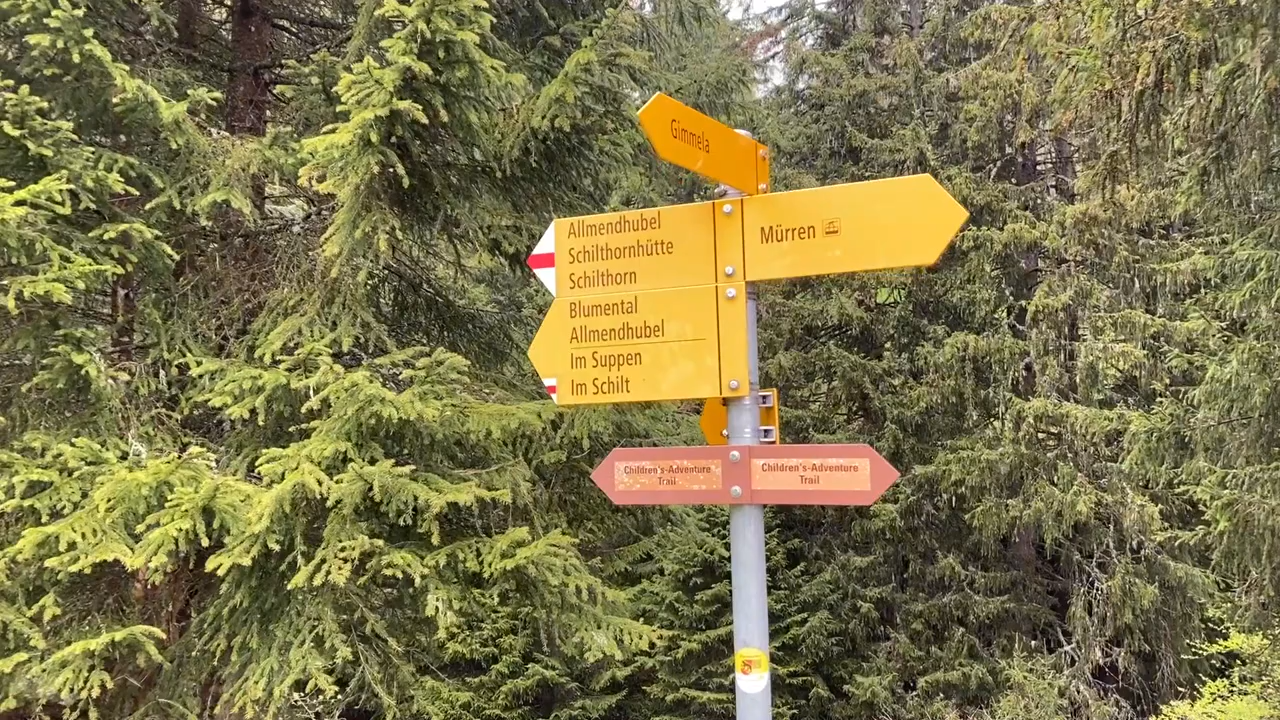 Gimmela
Allmendhubel
Schilthornhütte
Schilthorn
Mürren
Blumental
Allmendhubel
Im Suppen
Im Schilt
Children's-Adventure
Trail
Children's-Adventure
Trail